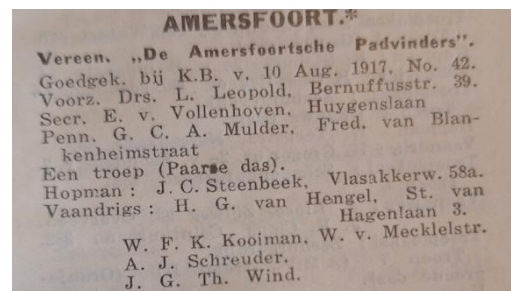 AMERSFOORT.*
Vereen. „De Amersfoortsche Padvinders".
Goedgek. bij K.B. v. 10 Aug. 1917, No. 42.
Voorz. Drs. L. Leopold, Bernuffusstr. 39.
Secr. E. v. Vollenhoven, Huygenslaan
Penn. G. C. A. Mulder, Fred. van Blan-
kenheimstraat
Een troep (Paarse das).
Hopman: J. C. Steenbeek, Vlasakkerw. 58a.
Vaandrigs: H. G. van Hengel, St. van
Hagenlaan 3.
W. F. K. Kooiman, W. v. Mecklelstr.
A. J. Schreuder.
J. G. Th. Wind.